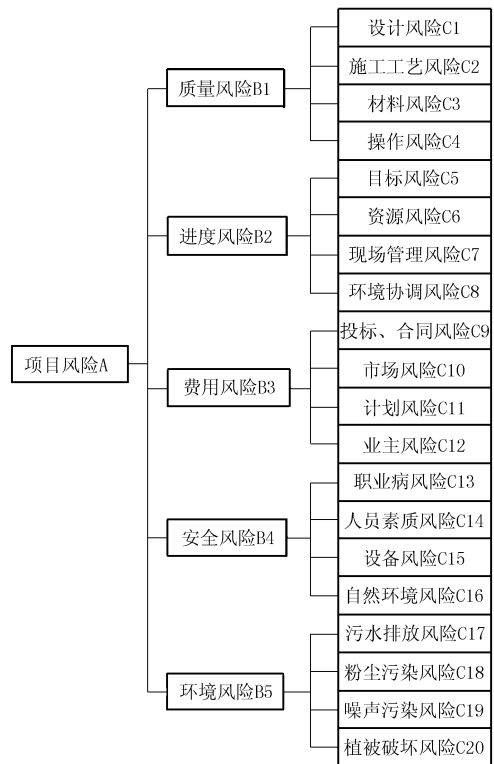 项目风险A
质量风险B1
设计风险C1
施工工艺风险C2
材料风险C3
操作风险C4
进度风险B2
目标风险C5
资源风险C6
现场管理风险C7
环境协调风险C8
费用风险B3
投标、合同风险C9
市场风险C10
计划风险C11
业主风险C12
安全风险B4
职业病风险C13
人员素质风险C14
设备风险C15
自然环境风险C16
环境风险B5
污水排放风险C17
粉尘污染风险C18
噪声污染风险C19
植被破坏风险C20